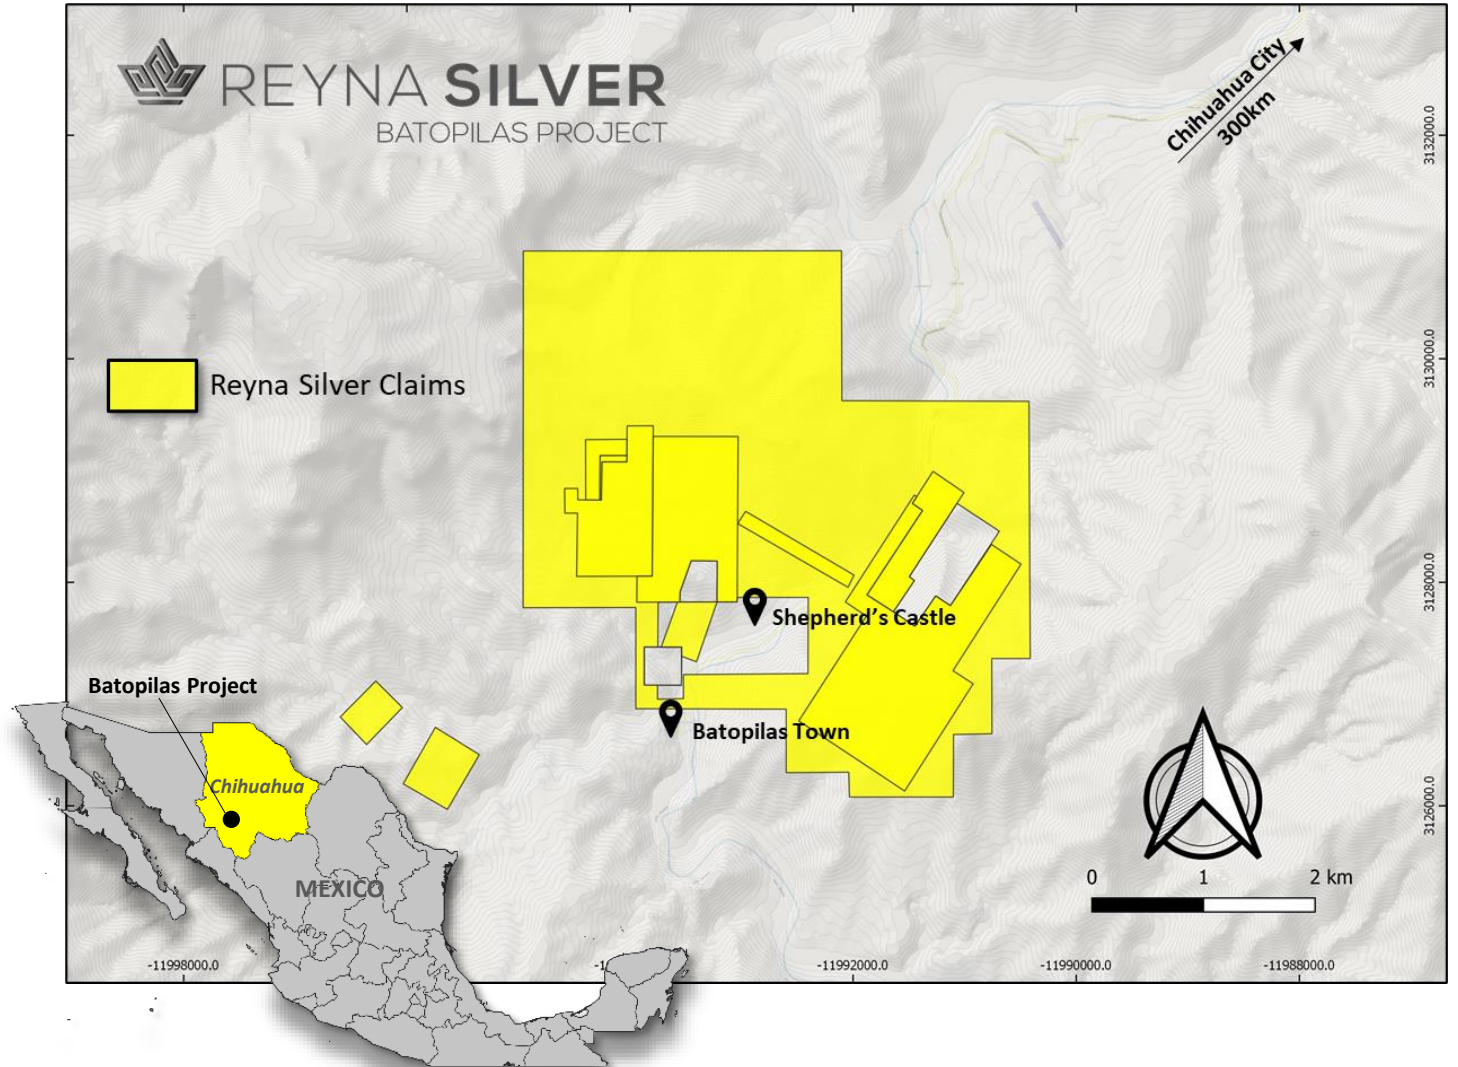 REYNA SILVER
BATOPILAS PROJECT
Chihuahua City
300km
3132000.0
3130000.0
Reyna Silver Claims
3128000.0
Shepherd's Castle
Batopilas Project
Batopilas Town
Chihuahua
3126000.0
MEXICO
0 1 2 km
-11998000.0
-11992000.0
-11990000.0
-11988000.0